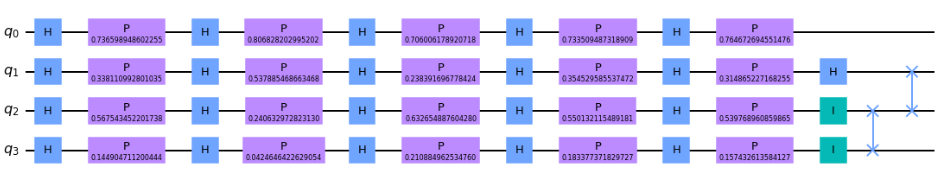 q0 H P 0.736598948602255 H P 0.806828202995202 H P 0.706006178920718 H P 0.733509487318909 H P 0.764672694551476
q1 H P 0.338110992801035 H P 0.537885468663468 H P 0.238391696778424 H P 0.354529585537472 H P 0.314865227168255 H
q2 H P 0.567543452201738 H P 0.240632972823130 H P 0.632654887604280 H P 0.550132115489181 H P 0.539768960859865 I
q3 H P 0.144904711200444 H P 0.0424646422629054 H P 0.210884962534760 H P 0.183377371829727 H P 0.157432613584127 I